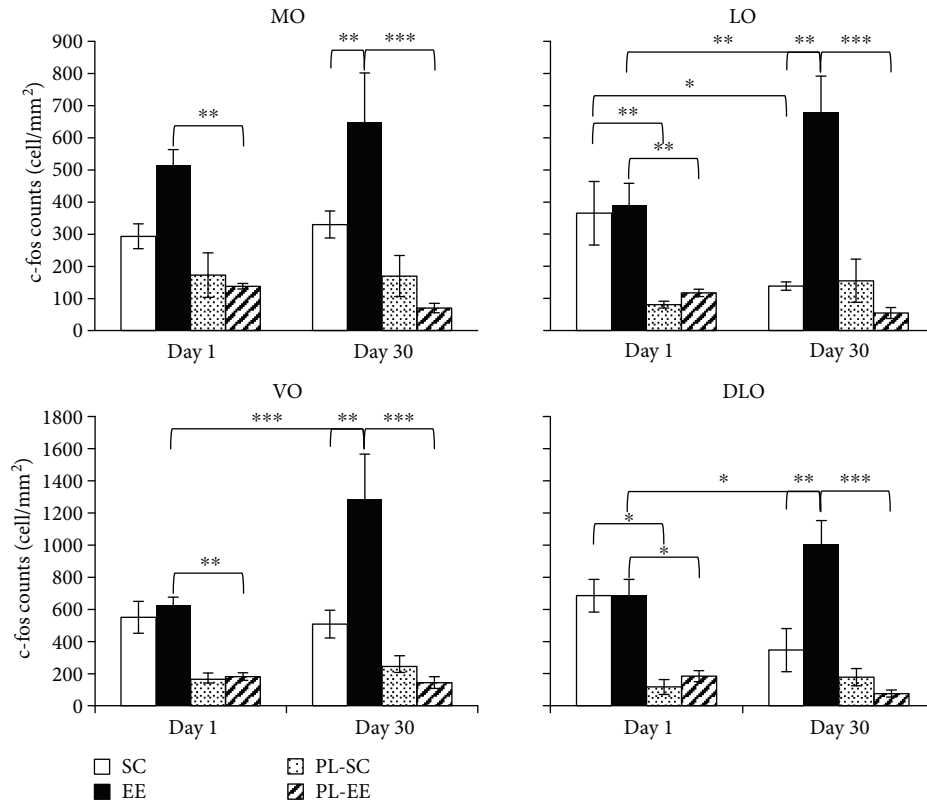 MO
c-fos counts (cell/mm²)
900
800
700
600
500
400
300
200
100
0
** ***
**
Day 1 Day 30
LO
** ** ***
*
**
**
Day 1 Day 30
VO
c-fos counts (cell/mm²)
1800
1600
1400
1200
1000
800
600
400
200
0
*** ** ***
**
Day 1 Day 30
DLO
* ** ***
*
*
Day 1 Day 30
SC PL-SC
EE PL-EE